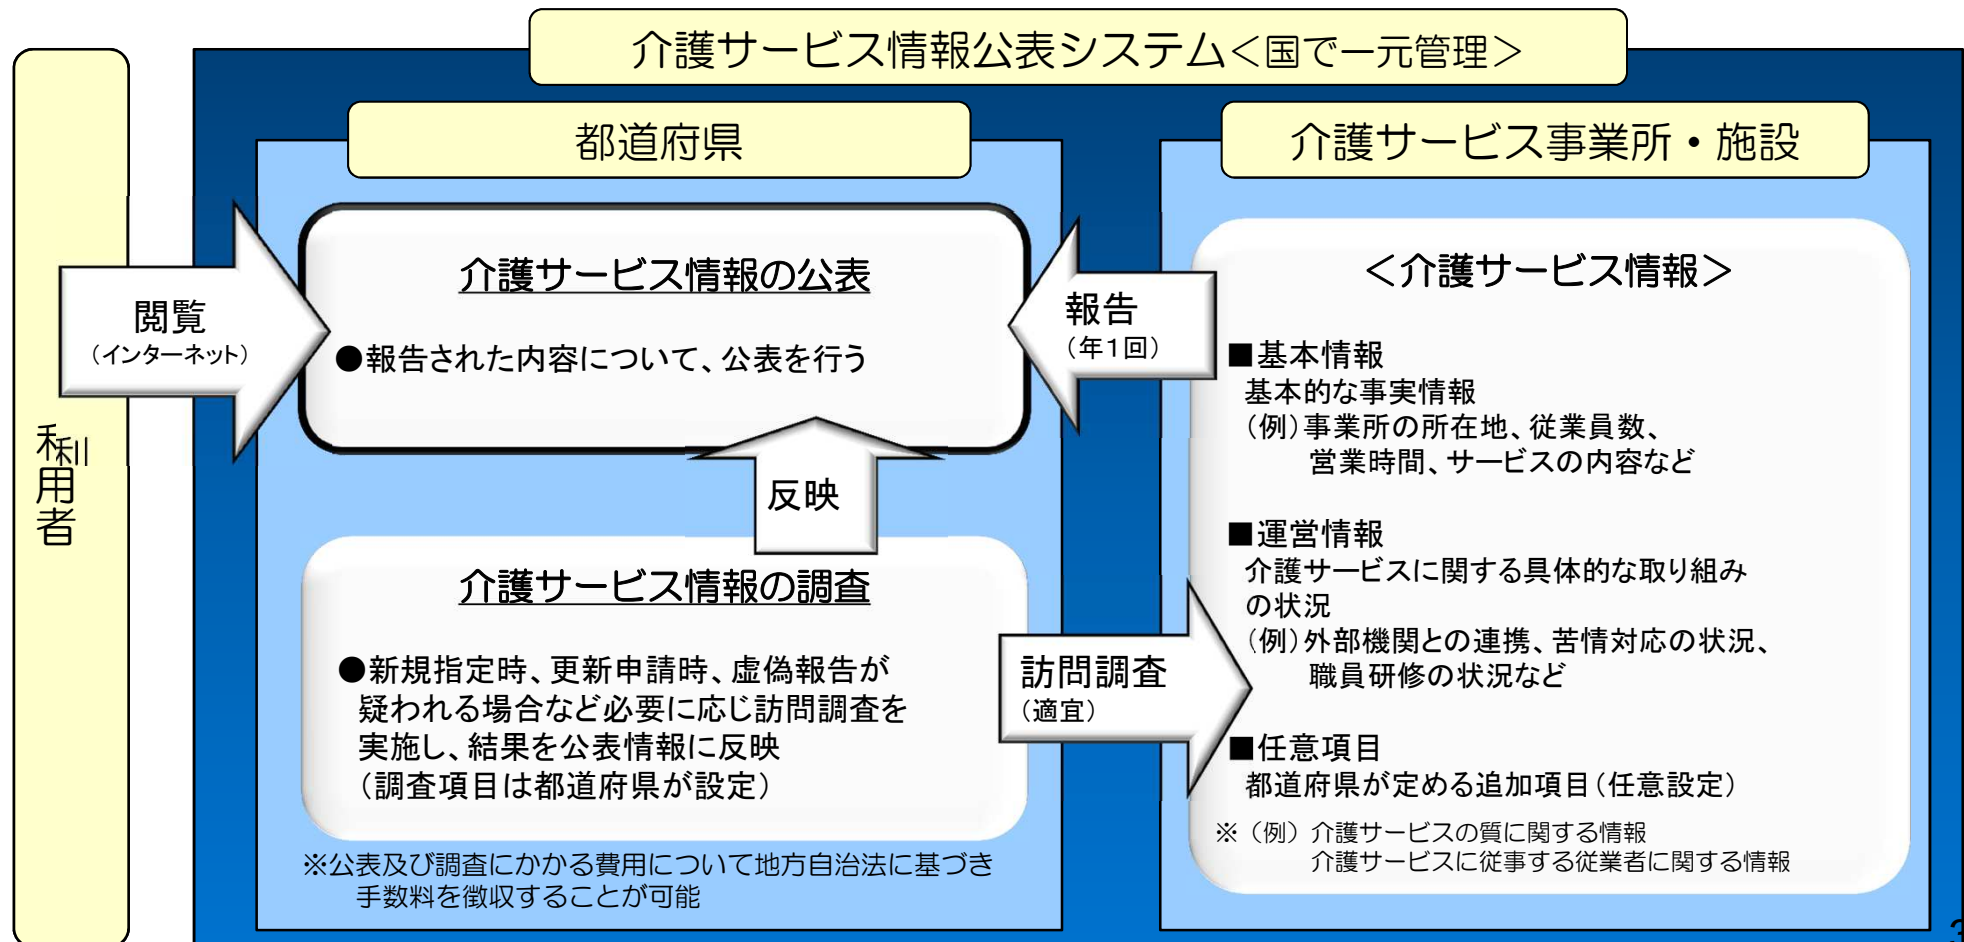 介護サービス情報公表システム＜国で一元管理＞
利用者
都道府県
介護サービス事業所・施設
閲覧
（インターネット）
介護サービス情報の公表
●報告された内容について、公表を行う
報告
（年１回）
反映
介護サービス情報の調査
●新規指定時、更新申請時、虚偽報告が
疑われる場合など必要に応じ訪問調査を
実施し、結果を公表情報に反映
（調査項目は都道府県が設定）
※公表及び調査にかかる費用について地方自治法に基づき
手数料を徴収することが可能
訪問調査
（適宜）
＜介護サービス情報＞
■基本情報
基本的な事実情報
（例）事業所の所在地、従業員数、
営業時間、サービスの内容など
■運営情報
介護サービスに関する具体的な取り組み
の状況
（例）外部機関との連携、苦情対応の状況、
職員研修の状況など
■任意項目
都道府県が定める追加項目（任意設定）
※（例）介護サービスの質に関する情報
介護サービスに従事する従業者に関する情報
3